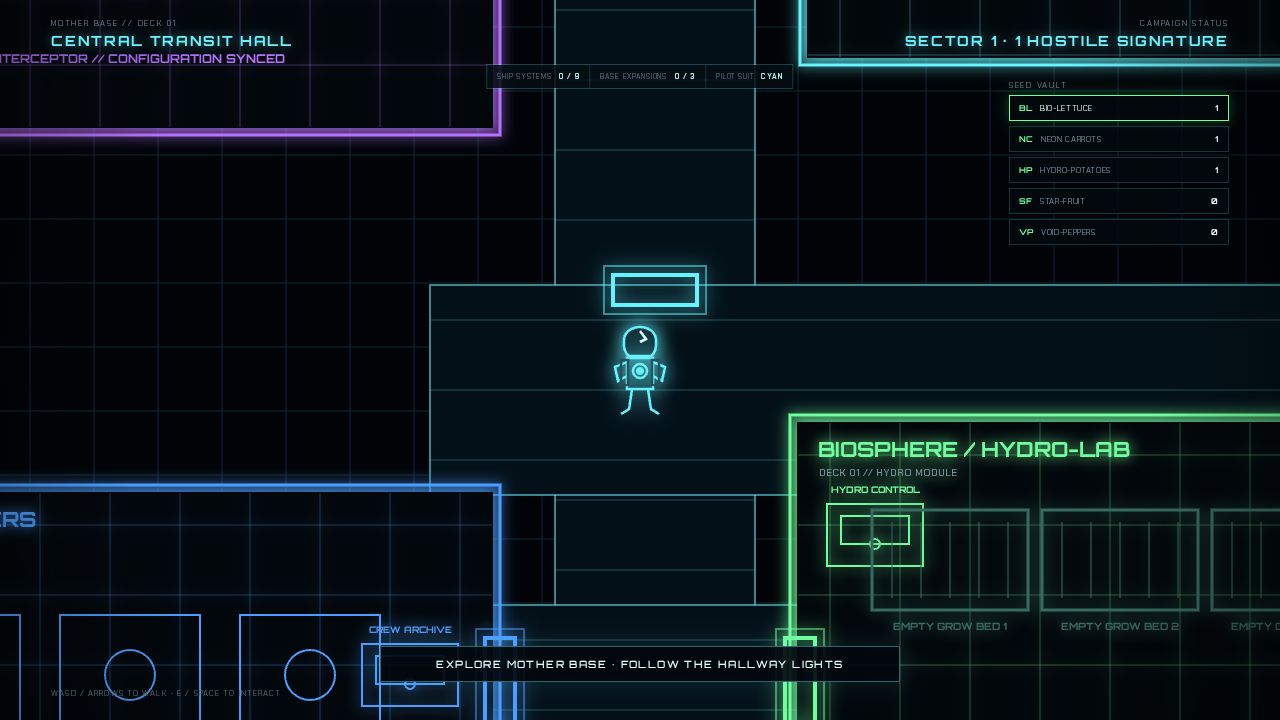 MOTHER BASE // DECK 01
CENTRAL TRANSIT HALL
NTERCEPTOR // CONFIGURATION SYNCED
CAMPAIGN STATUS
SECTOR 1 · 1 HOSTILE SIGNATURE
SHIP SYSTEMS 0 / 9 BASE EXPANSIONS 0 / 3 PILOT SUIT CYAN
SEED VAULT
BL BIO-LETTUCE 1
NC NEON CARROTS 1
HP HYDRO-POTATOES 1
SF STAR-FRUIT 0
VP VOID-PEPPERS 0
BIOSPHERE / HYDRO-LAB
DECK 01 // HYDRO MODULE
HYDRO CONTROL
ERS
EMPTY GROW BED 1
EMPTY GROW BED 2
EMPTY
CREW ARCHIVE
EXPLORE MOTHER BASE · FOLLOW THE HALLWAY LIGHTS
WASD / ARROWS TO WALK · E / SPACE TO INTERACT